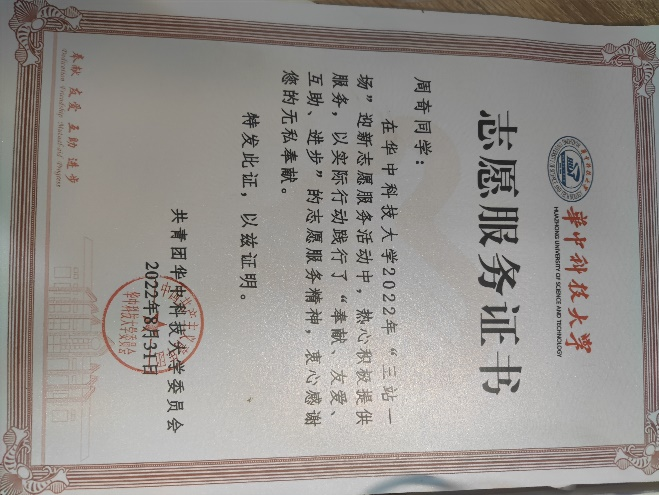 华中科技大学
HUAZHONG UNIVERSITY OF SCIENCE AND TECHNOLOGY
志愿服务证书
周奇同学：
在华中科技大学2022年“三站一
场”迎新志愿服务活动中，热心积极提供
服务，以实际行动践行了“奉献、友爱、
互助、进步”的志愿服务精神，衷心感谢
您的无私奉献。
特发此证，以兹证明。
共青团华中科技大学委员会
2022年8月31日
奉献 友爱 互助 进步
Dedication Friendship Mutual aid Progress